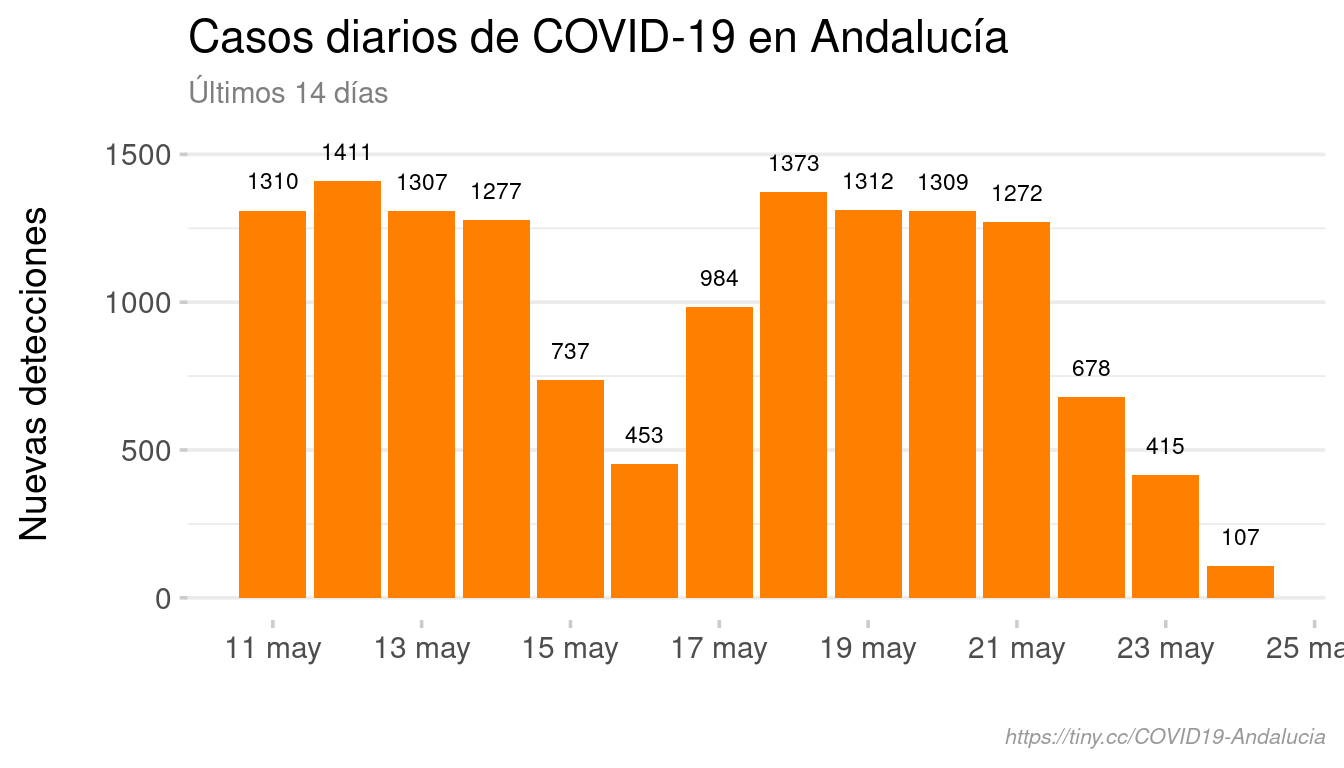 Casos diarios de COVID-19 en Andalucía
Últimos 14 días
Nuevas detecciones
1500
1000
500
0
1310
1411
1307
1277
737
453
984
1373
1312
1309
1272
678
415
107
11 may
13 may
15 may
17 may
19 may
21 may
23 may
25 ma
https://tiny.cc/COVID19-Andalucia